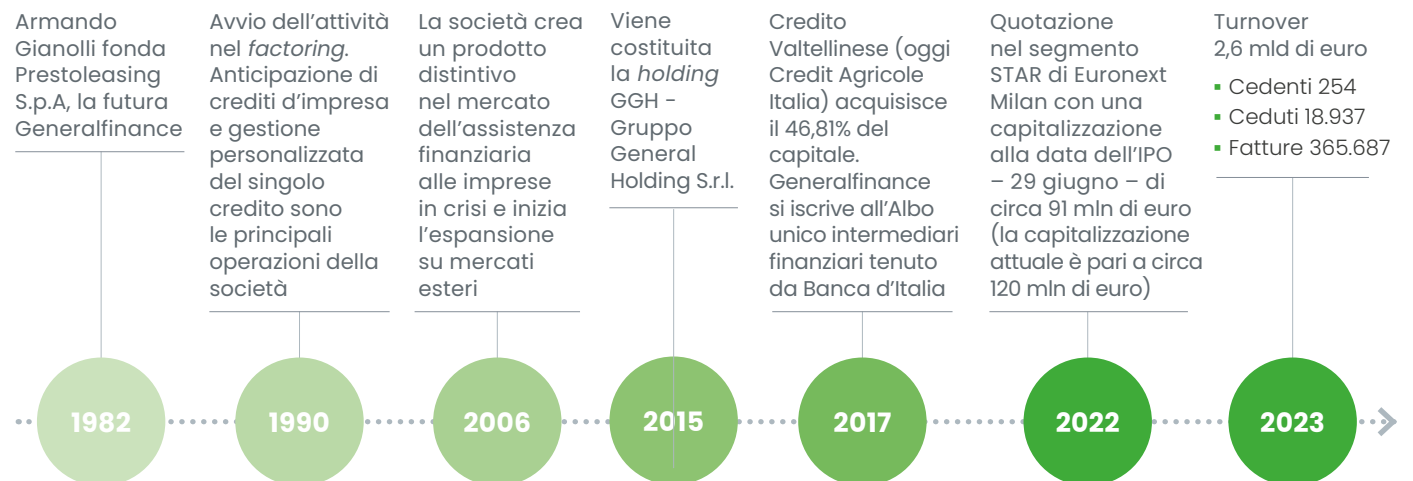 Armando
Gianolli fonda
Prestoleasing
S.p.A, la futura
Generalfinance
Avvio dell'attività
nel factoring.
Anticipazione di
crediti d'impresa
e gestione
personalizzata
del singolo
credito sono
le principali
operazioni della
società
La società crea
un prodotto
distintivo
nel mercato
dell'assistenza
finanziaria
alle imprese
in crisi e inizia
l'espansione
su mercati
esteri
Viene
costituita
la holding
GGH -
Gruppo
General
Holding S.r.l.
Credito
Valtellinese (oggi
Credit Agricole
Italia) acquisisce
il 46,81% del
capitale.
Generalfinance
si iscrive all'Albo
unico intermediari
finanziari tenuto
da Banca d'Italia
Quotazione
nel segmento
STAR di Euronext
Milan con una
capitalizzazione
alla data dell'IPO
– 29 giugno – di
circa 91 mln di euro
(la capitalizzazione
attuale è pari a circa
120 mln di euro)
Turnover
2,6 mld di euro
▪ Cedenti 254
▪ Ceduti 18.937
▪ Fatture 365.687
1982
1990
2006
2015
2017
2022
2023